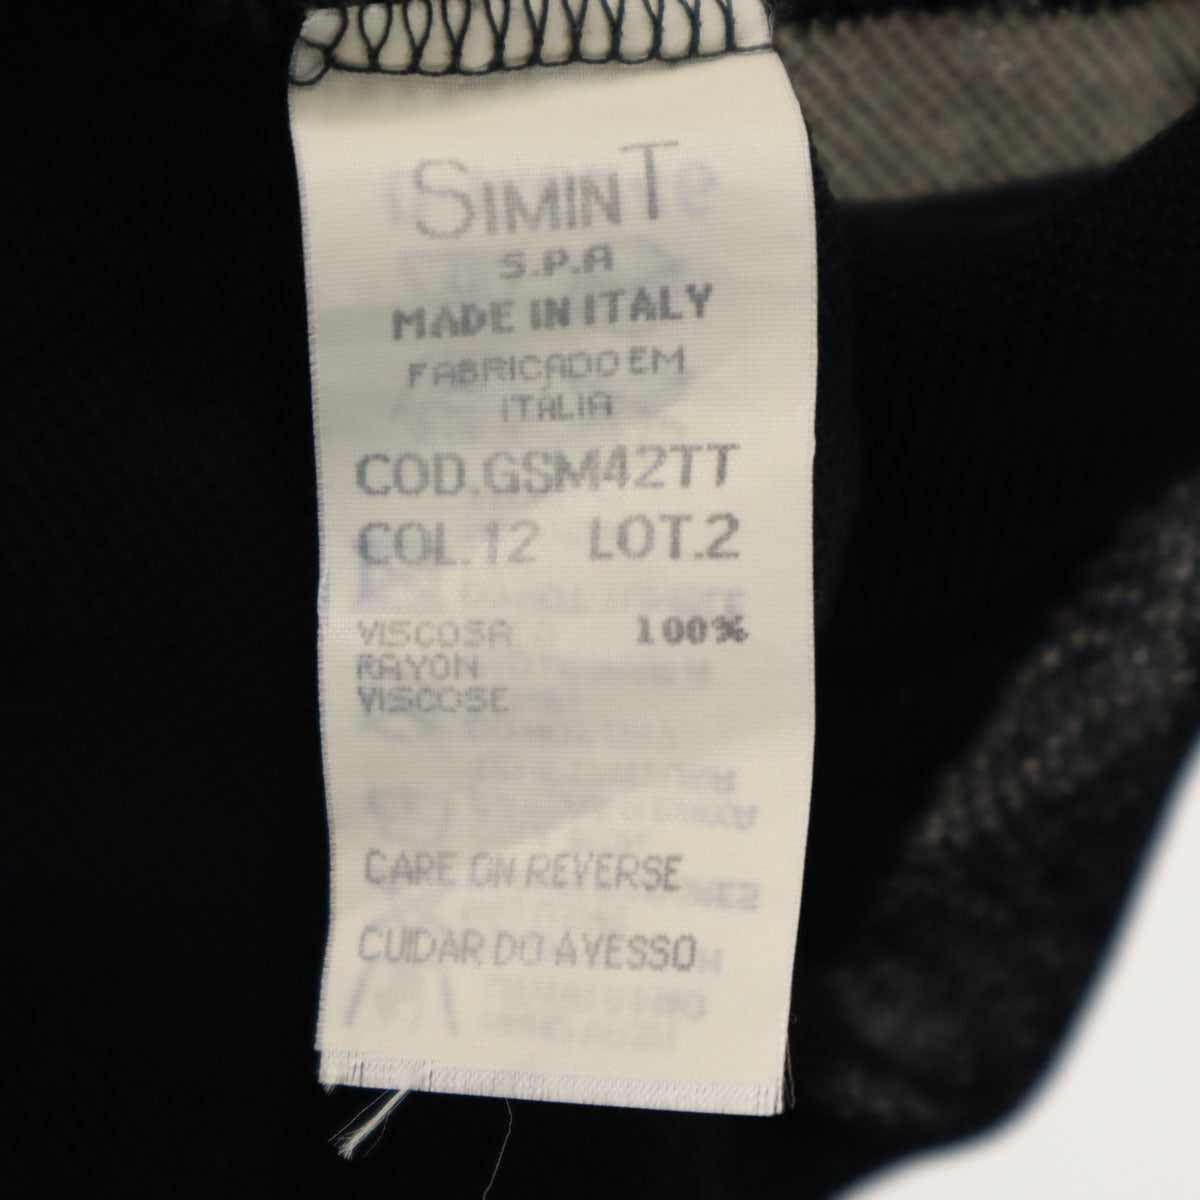 SIMINT
S.P.A
MADE IN ITALY
FABRICADO EM
ITÁLIA
COD.GSM42TT
COL.12 LOT.2
VISCOSA 100%
RAYON
VISCOSE
CARE ON REVERSE
CUIDAR DO AVESSO